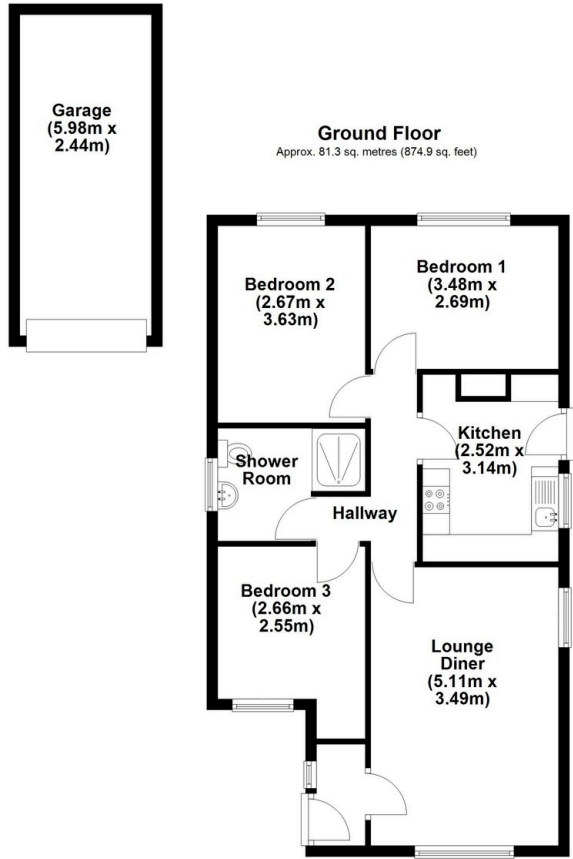 Garage
(5.98m x
2.44m)
Ground Floor
Approx. 81.3 sq. metres (874.9 sq. feet)
Bedroom 2
(2.67m x
3.63m)
Bedroom 1
(3.48m x
2.69m)
Kitchen
(2.52m x
3.14m)
Shower
Room
Hallway
Bedroom 3
(2.66m x
2.55m)
Lounge
Diner
(5.11m x
3.49m)